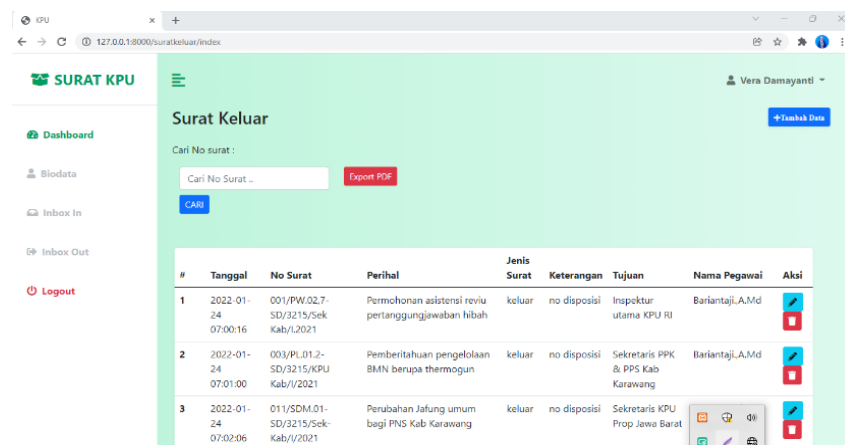 KPU
127.0.0.1:8000/suratkeluar/index
SURAT KPU
Vera Damayanti
Dashboard
Biodata
Inbox In
Inbox Out
Logout
Surat Keluar
+Tambah Data
Cari No surat :
Cari No Surat ..
Export PDF
CARI
# Tanggal No Surat Perihal Jenis Surat Keterangan Tujuan Nama Pegawai Aksi
1 2022-01- 001/PW.02,7- Permohonan asistensi reviu keluar no disposisi Inspektur Bariantaji.,A.Md
24 SD/3215/Sek pertanggungjawaban hibah utama KPU RI
07:00:16 Kab/I.2021
2 2022-01- 003/PL.01.2- Pemberitahuan pengelolaan keluar no disposisi Sekretaris PPK Bariantaji.,A.Md
24 SD/3215/KPU BMN berupa thermogun & PPS Kab
07:01:00 Kab/I/2021 Karawang
3 2022-01- 011/SDM.01- Perubahan Jafung umum keluar no disposisi Sekretaris KPU
24 SD/3215/Sek- bagi PNS Kab Karawang Prop Jawa Barat
07:02:06 Kab/I/2021